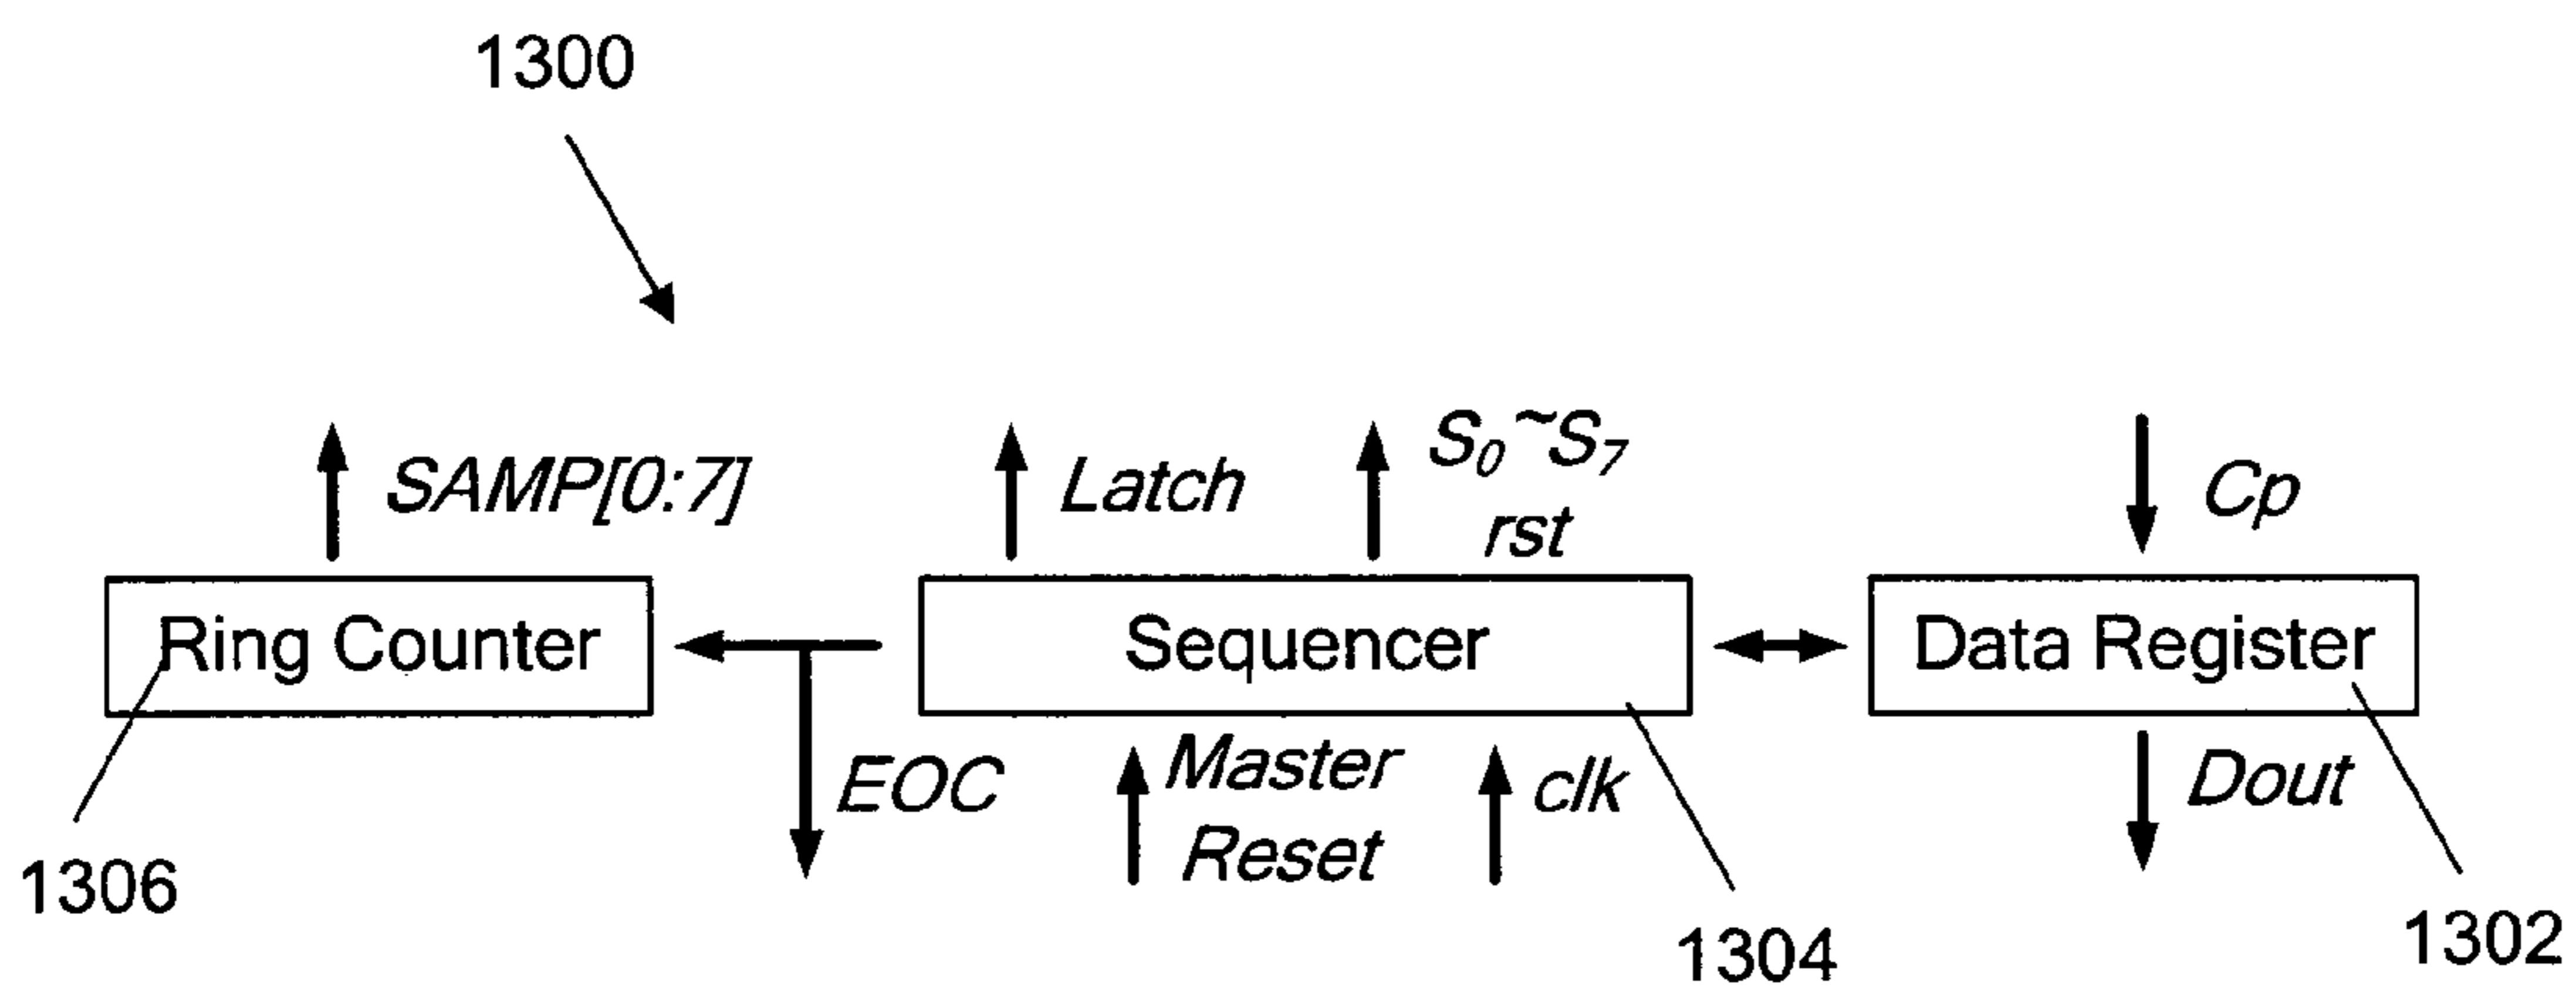 1300
SAMP[0:7]
Latch
S0~S7
rst
Cp
Ring Counter
Sequencer
Data Register
EOC
Master
Reset
clk
Dout
1306
1304
1302